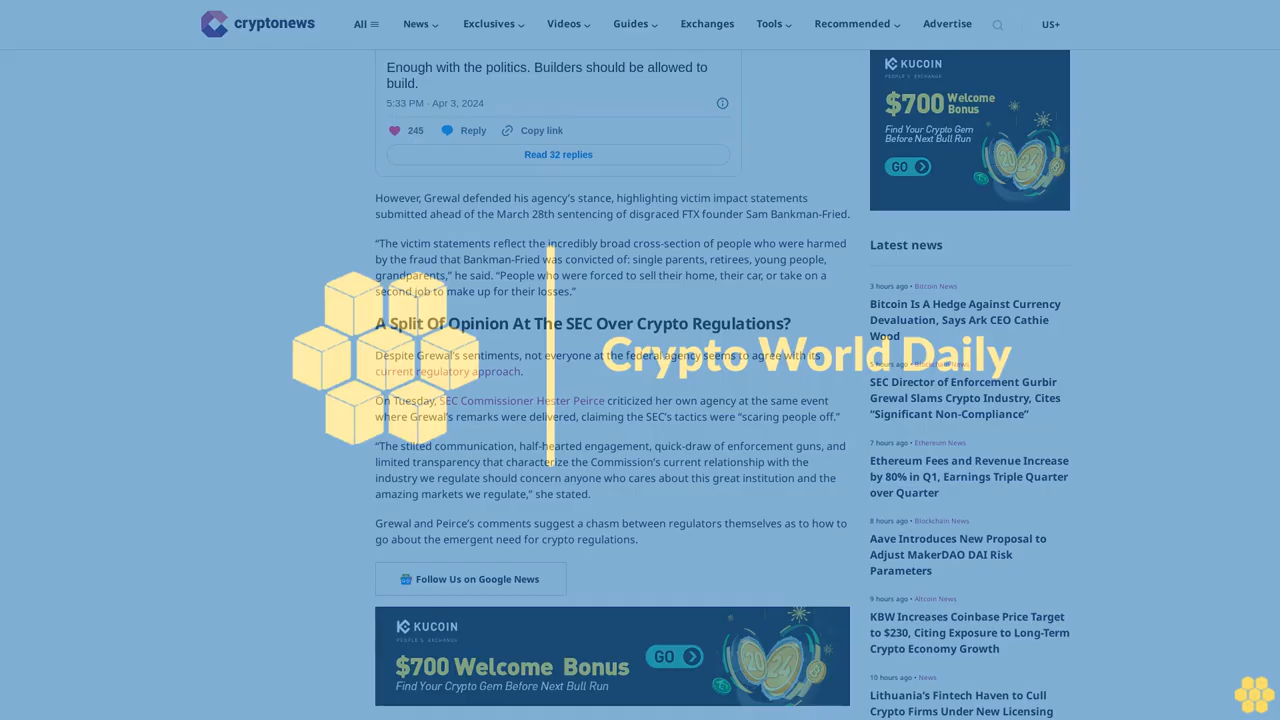 cryptonews
All
News
Exclusives
Videos
Guides
Exchanges
Tools
Recommended
Advertise
US+
Enough with the politics. Builders should be allowed to
build.
5:33 PM · Apr 3, 2024
245
Reply
Copy link
Read 32 replies
However, Grewal defended his agency’s stance, highlighting victim impact statements
submitted ahead of the March 28th sentencing of disgraced FTX founder Sam Bankman-Fried.
“The victim statements reflect the incredibly broad cross-section of people who were harmed
by the fraud that Bankman-Fried was convicted of: single parents, retirees, young people,
grandparents,” he said. “People who were forced to sell their home, their car, or take on a
second job to make up for their losses.”
A Split Of Opinion At The SEC Over Crypto Regulations?
Despite Grewal’s sentiments, not everyone at the federal agency seems to agree with its
current regulatory approach.
On Tuesday, SEC Commissioner Hester Peirce criticized her own agency at the same event
where Grewal’s remarks were delivered, claiming the SEC’s tactics were “scaring people off.”
“The stilted communication, half-hearted engagement, quick-draw of enforcement guns, and
limited transparency that characterize the Commission’s current relationship with the
industry we regulate should concern anyone who cares about this great institution and the
amazing markets we regulate,” she stated.
Grewal and Peirce’s comments suggest a chasm between regulators themselves as to how to
go about the emergent need for crypto regulations.
Follow Us on Google News
KUCOIN
PEOPLE'S EXCHANGE
$700 Welcome Bonus
Find Your Crypto Gem Before Next Bull Run
GO
Crypto World Daily
KUCOIN
PEOPLE'S EXCHANGE
$700 Welcome
Bonus
Find Your Crypto Gem
Before Next Bull Run
GO
2024
Latest news
3 hours ago • Bitcoin News
Bitcoin Is A Hedge Against Currency
Devaluation, Says Ark CEO Cathie
Wood
5 hours ago • Blockchain News
SEC Director of Enforcement Gurbir
Grewal Slams Crypto Industry, Cites
“Significant Non-Compliance”
7 hours ago • Ethereum News
Ethereum Fees and Revenue Increase
by 80% in Q1, Earnings Triple Quarter
over Quarter
8 hours ago • Blockchain News
Aave Introduces New Proposal to
Adjust MakerDAO DAI Risk
Parameters
9 hours ago • Altcoin News
KBW Increases Coinbase Price Target
to $230, Citing Exposure to Long-Term
Crypto Economy Growth
10 hours ago • News
Lithuania’s Fintech Haven to Cull
Crypto Firms Under New Licensing